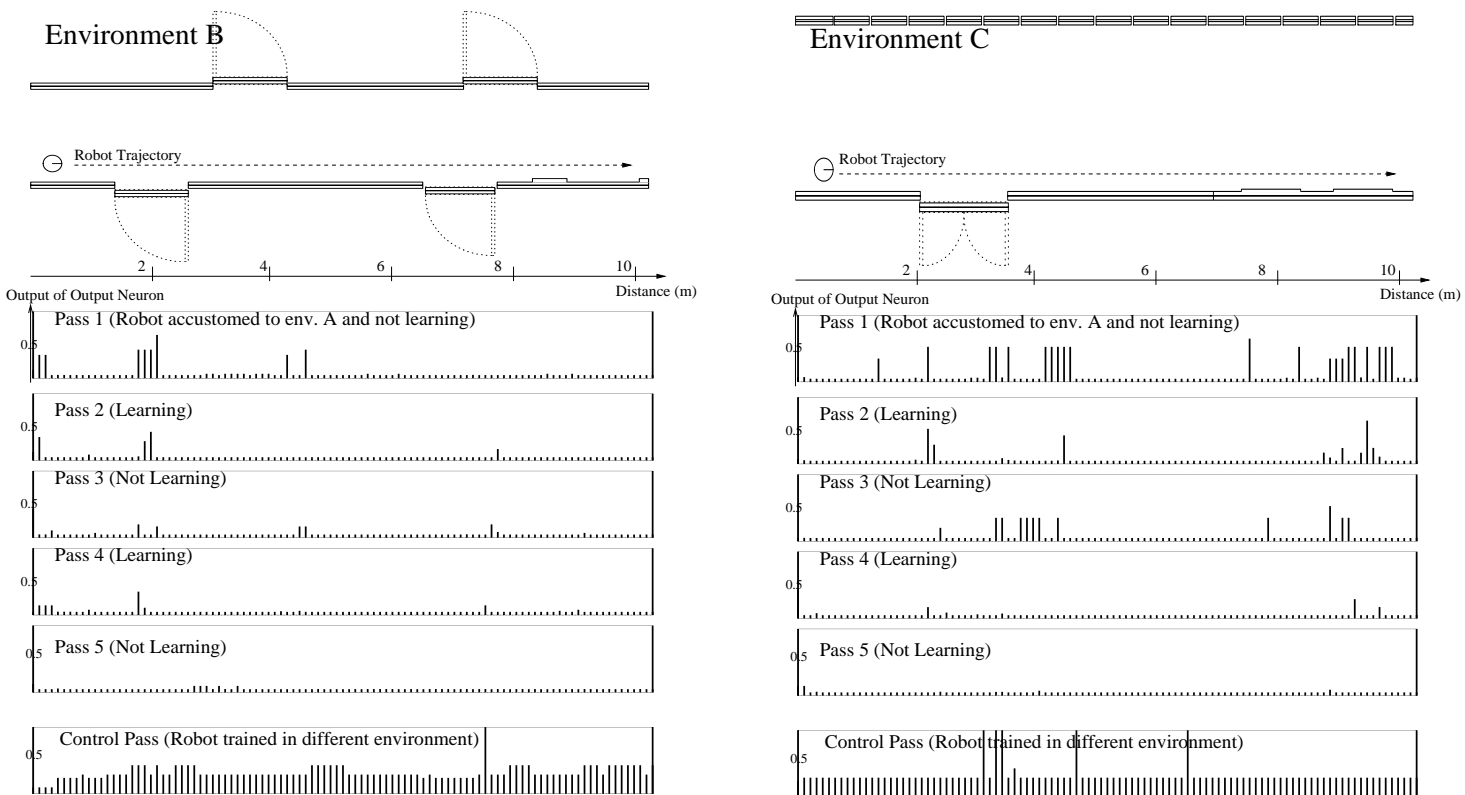 Environment B
Robot Trajectory
2 4 6 8 10
Output of Output Neuron
Distance (m)
Pass 1 (Robot accustomed to env. A and not learning)
0.5
Pass 2 (Learning)
0.5
Pass 3 (Not Learning)
0.5
Pass 4 (Learning)
0.5
Pass 5 (Not Learning)
0.5
Control Pass (Robot trained in different environment)
0.5
Environment C
Robot Trajectory
2 4 6 8 10
Output of Output Neuron
Distance (m)
Pass 1 (Robot accustomed to env. A and not learning)
0.5
Pass 2 (Learning)
0.5
Pass 3 (Not Learning)
0.5
Pass 4 (Learning)
0.5
Pass 5 (Not Learning)
0.5
Control Pass (Robot trained in different environment)
0.5